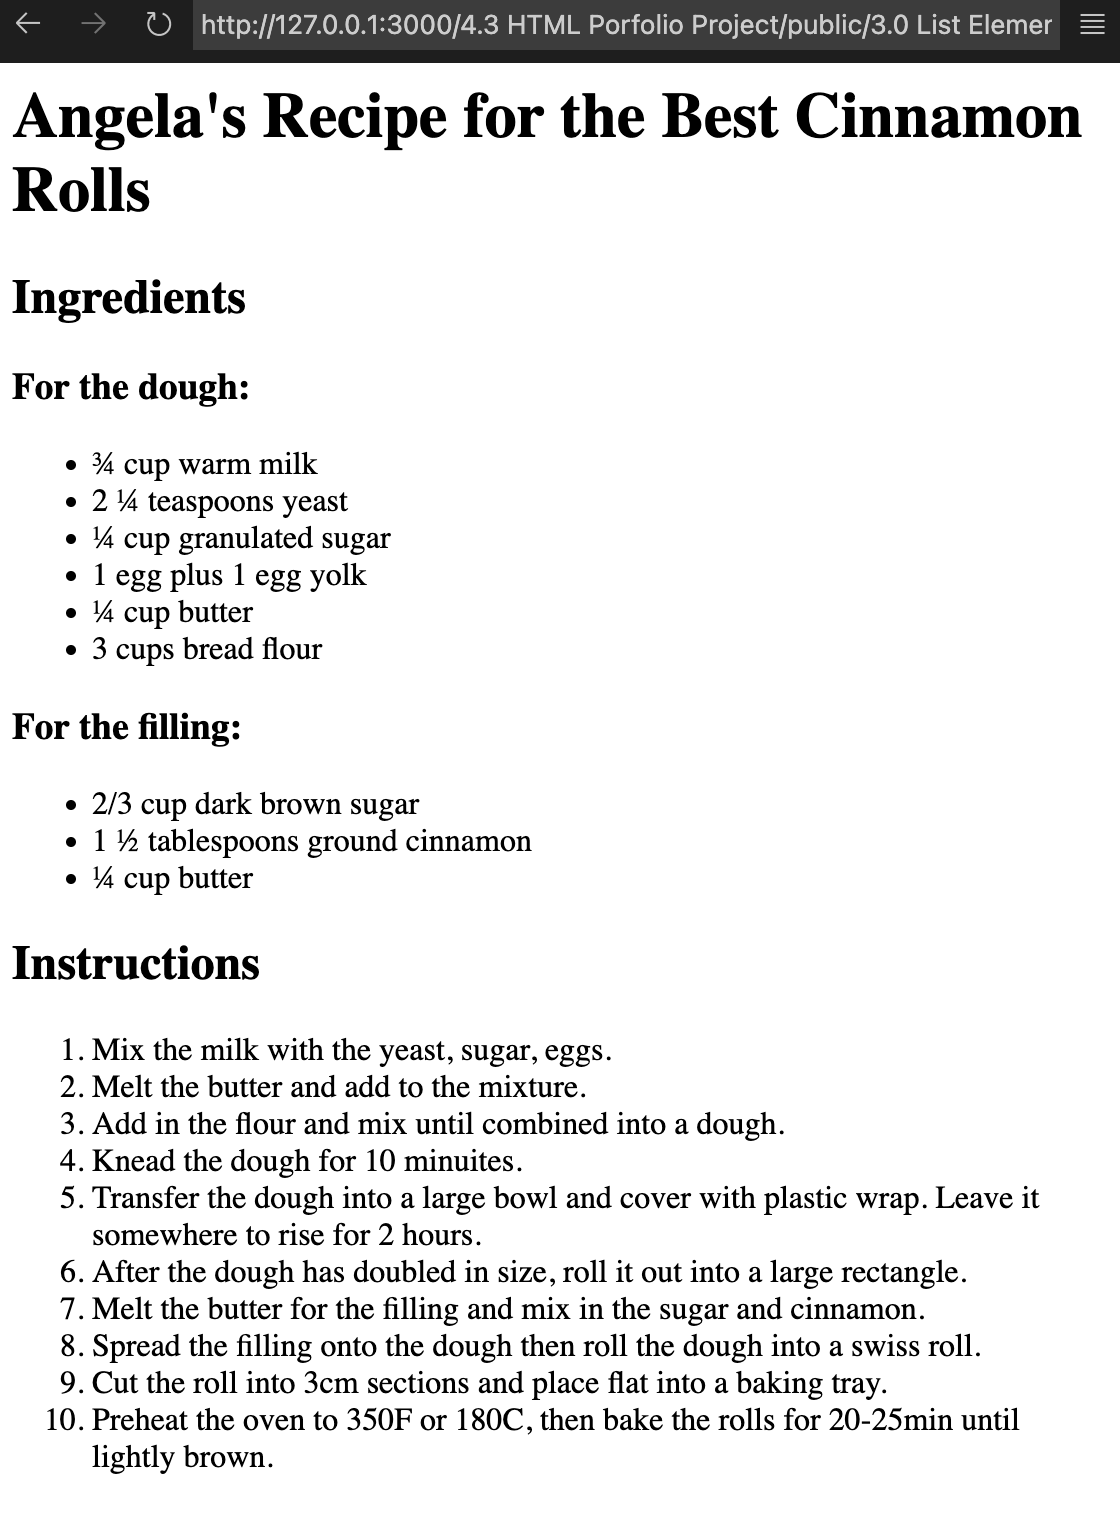 http://127.0.0.1:3000/4.3 HTML Porfolio Project/public/3.0 List Elemer
Angela's Recipe for the Best Cinnamon
Rolls
Ingredients
For the dough:
• ¾ cup warm milk
• 2 ¼ teaspoons yeast
• ¼ cup granulated sugar
• 1 egg plus 1 egg yolk
• ¼ cup butter
• 3 cups bread flour
For the filling:
• 2/3 cup dark brown sugar
• 1 ½ tablespoons ground cinnamon
• ¼ cup butter
Instructions
1. Mix the milk with the yeast, sugar, eggs.
2. Melt the butter and add to the mixture.
3. Add in the flour and mix until combined into a dough.
4. Knead the dough for 10 minuites.
5. Transfer the dough into a large bowl and cover with plastic wrap. Leave it
somewhere to rise for 2 hours.
6. After the dough has doubled in size, roll it out into a large rectangle.
7. Melt the butter for the filling and mix in the sugar and cinnamon.
8. Spread the filling onto the dough then roll the dough into a swiss roll.
9. Cut the roll into 3cm sections and place flat into a baking tray.
10. Preheat the oven to 350F or 180C, then bake the rolls for 20-25min until
lightly brown.